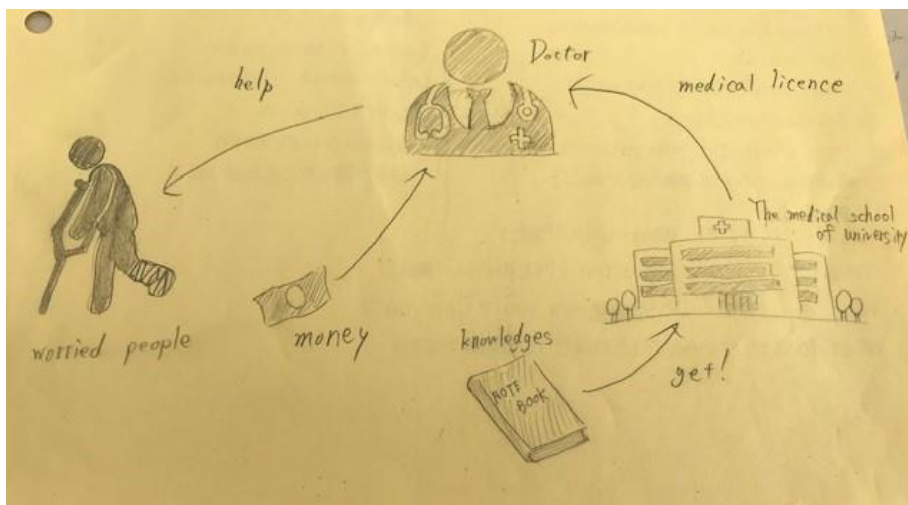 Doctor
help
medical licence
The medical school
of university
worried people
money
knowledges
NOTE
BOOK
get!